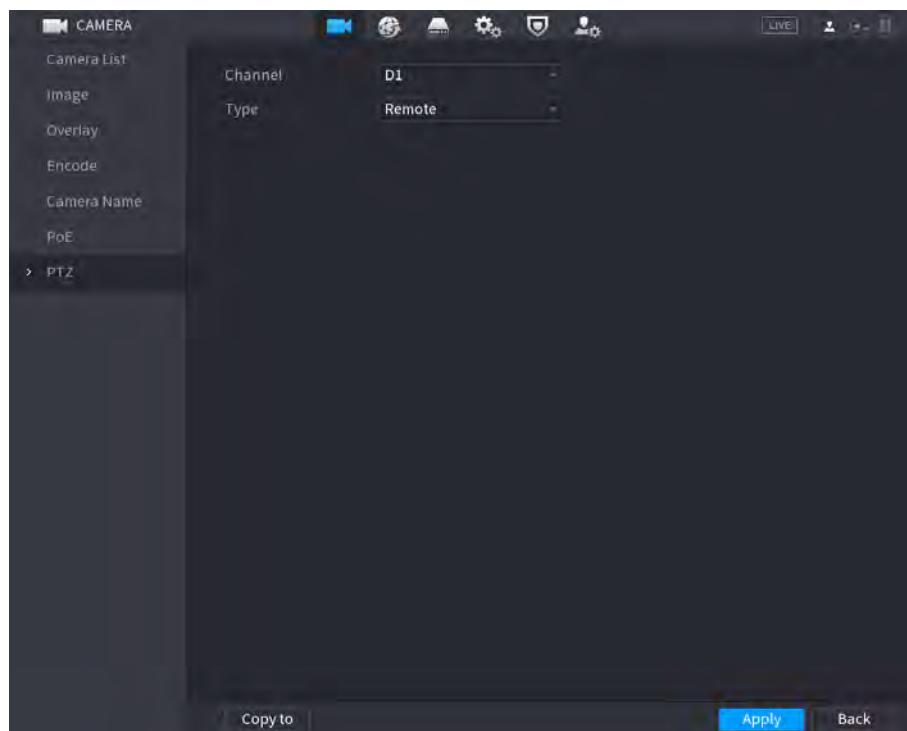 CAMERA
LIVE
Camera List
Image
Overlay
Encode
Camera Name
PoE
PTZ
Channel D1
Type Remote
Copy to
Apply
Back